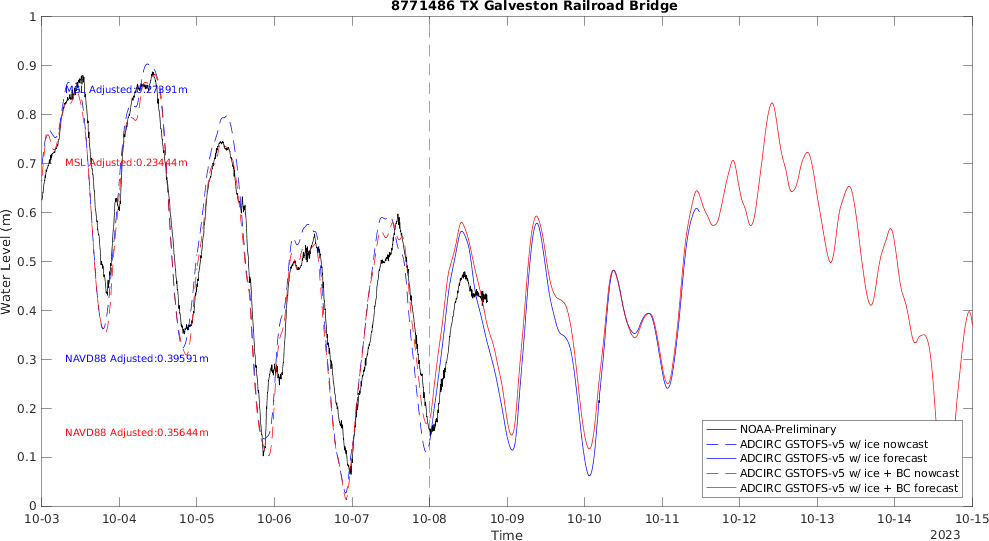 8771486 TX Galveston Railroad Bridge
1
0.9
0.8
0.7
0.6
0.5
0.4
0.3
0.2
0.1
0
Water Level (m)
MSL Adjusted:0.27391m
MSL Adjusted:0.23444m
NAVD88 Adjusted:0.39591m
NAVD88 Adjusted:0.35644m
NOAA-Preliminary
ADCIRC GSTOFS-v5 w/ ice nowcast
ADCIRC GSTOFS-v5 w/ ice forecast
ADCIRC GSTOFS-v5 w/ ice + BC nowcast
ADCIRC GSTOFS-v5 w/ ice + BC forecast
10-03 10-04 10-05 10-06 10-07 10-08 10-09 10-10 10-11 10-12 10-13 10-14 10-15
Time
2023